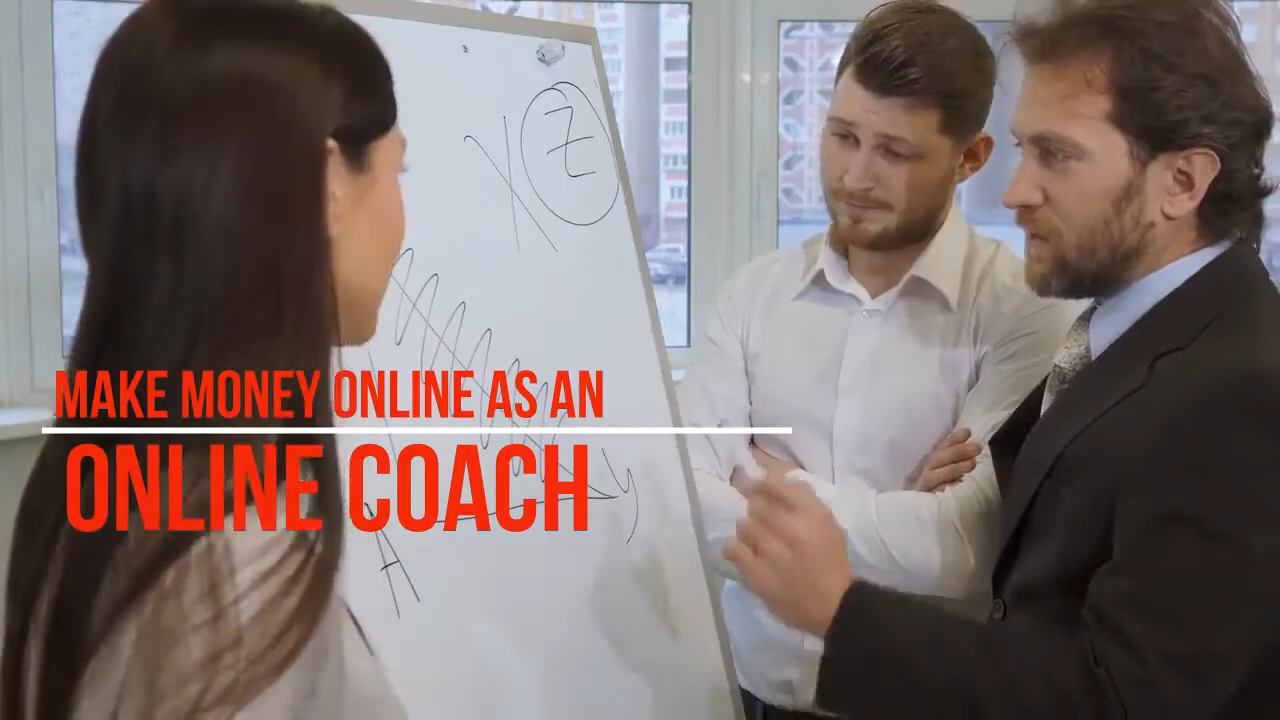 X Z
MAKE MONEY ONLINE AS AN
ONLINE COACH
y
A